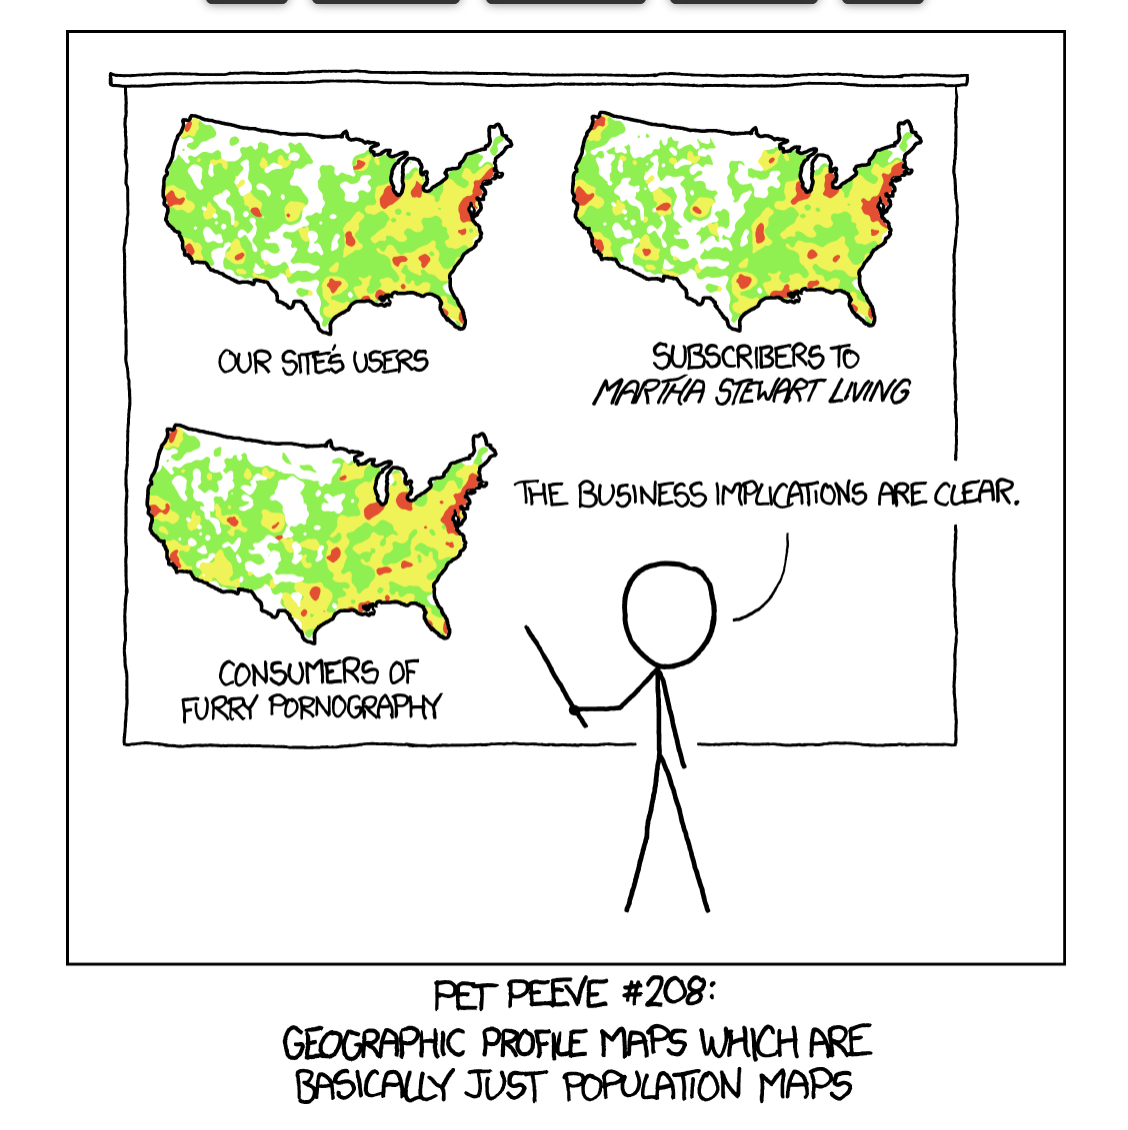 OUR SITE'S USERS
SUBSCRIBERS TO
MARTHA STEWART LIVING
CONSUMERS OF
FURRY PORNOGRAPHY
THE BUSINESS IMPLICATIONS ARE CLEAR.
PET PEEVE #208:
GEOGRAPHIC PROFILE MAPS WHICH ARE
BASICALLY JUST POPULATION MAPS